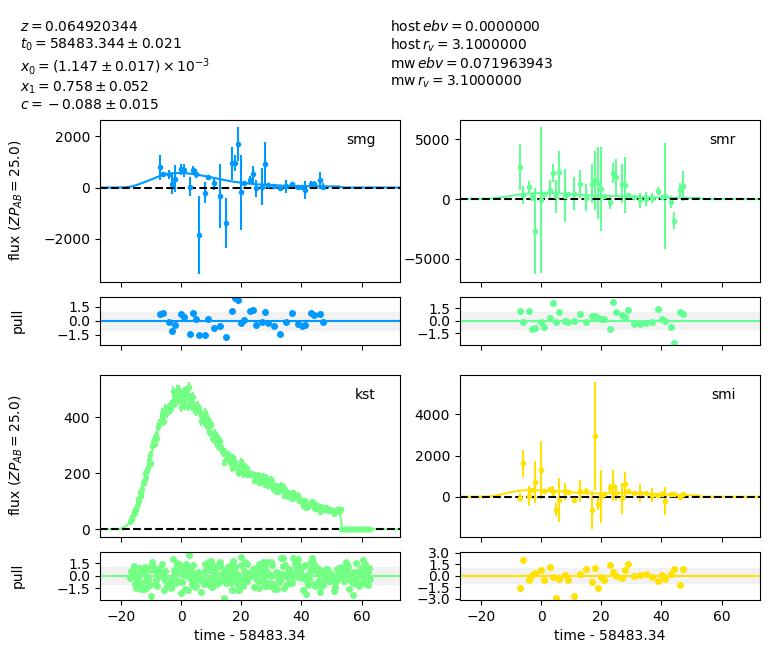 z = 0.064920344
t₀ = 58483.344 ± 0.021
x₀ = (1.147 ± 0.017) × 10⁻³
x₁ = 0.758 ± 0.052
c = −0.088 ± 0.015
host ebv = 0.0000000
host r_v = 3.1000000
mw ebv = 0.071963943
mw r_v = 3.1000000
smg
2000
0
−2000
flux (ZP_AB = 25.0)
smr
5000
0
−5000
1.5
0.0
−1.5
pull
1.5
0.0
−1.5
kst
400
200
0
flux (ZP_AB = 25.0)
smi
4000
2000
0
1.5
0.0
−1.5
pull
3.0
1.5
0.0
−1.5
−3.0
−20 0 20 40 60
time - 58483.34
−20 0 20 40 60
time - 58483.34